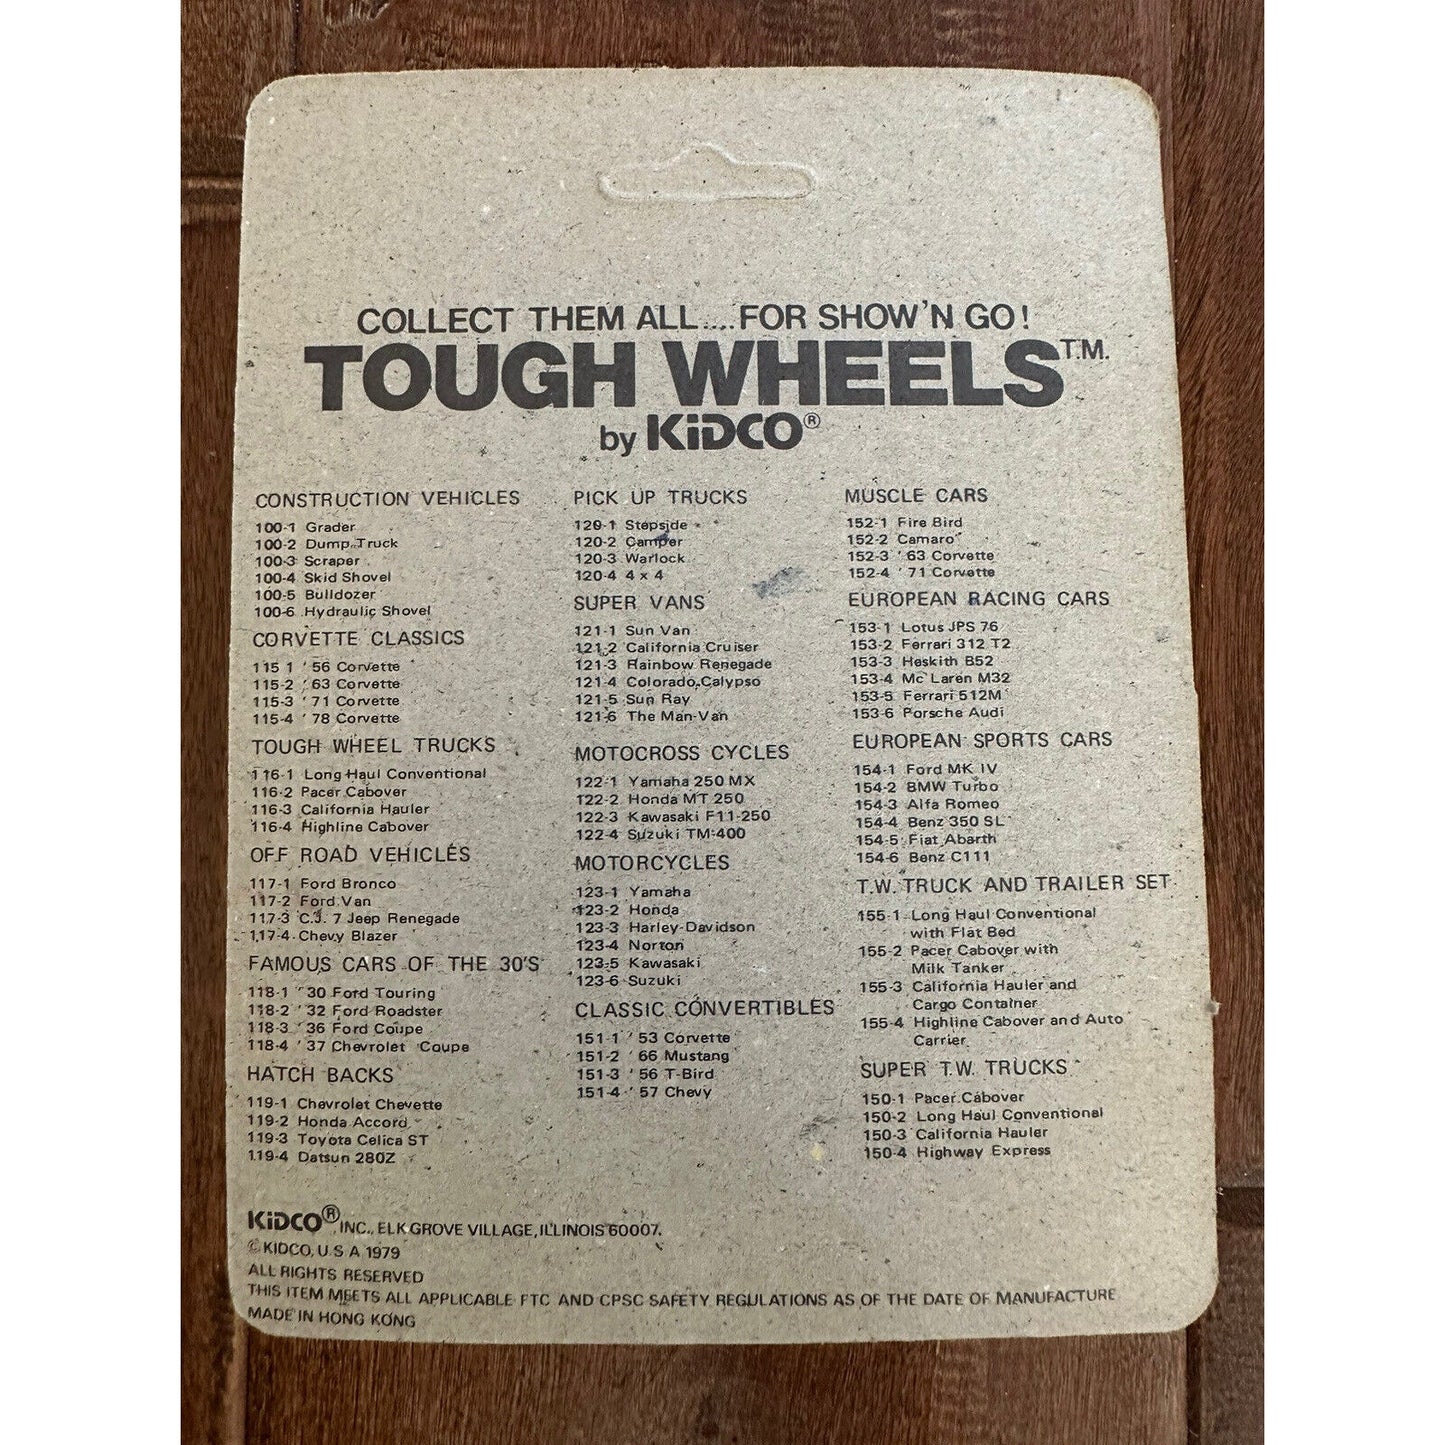 COLLECT THEM ALL....FOR SHOW'N GO!
TOUGH WHEELS T.M.
by KiDCO®
CONSTRUCTION VEHICLES
100-1 Grader
100-2 Dump Truck
100-3 Scraper
100-4 Skid Shovel
100-5 Bulldozer
100-6 Hydraulic Shovel
CORVETTE CLASSICS
115 1 '56 Corvette
115-2 '63 Corvette
115-3 '71 Corvette
115-4 '78 Corvette
TOUGH WHEEL TRUCKS
116-1 Long Haul Conventional
116-2 Pacer Cabover
116-3 California Hauler
116-4 Highline Cabover
OFF ROAD VEHICLES
117-1 Ford Bronco
117-2 Ford Van
117-3 C.J. 7 Jeep Renegade
117-4 Chevy Blazer
FAMOUS CARS OF THE 30'S
118-1 '30 Ford Touring
118-2 '32 Ford Roadster
118-3 '36 Ford Coupe
118-4 '37 Chevrolet Coupe
HATCH BACKS
119-1 Chevrolet Chevette
119-2 Honda Accord
119-3 Toyota Celica ST
119-4 Datsun 280Z
PICK UP TRUCKS
120-1 Stepside
120-2 Camper
120-3 Warlock
120-4 4 x 4
SUPER VANS
121-1 Sun Van
121-2 California Cruiser
121-3 Rainbow Renegade
121-4 Colorado Calypso
121-5 Sun Ray
121-6 The Man-Van
MOTOCROSS CYCLES
122-1 Yamaha 250 MX
122-2 Honda MT 250
122-3 Kawasaki F11-250
122-4 Suzuki TM-400
MOTORCYCLES
123-1 Yamaha
123-2 Honda
123-3 Harley-Davidson
123-4 Norton
123-5 Kawasaki
123-6 Suzuki
CLASSIC CONVERTIBLES
151-1 '53 Corvette
151-2 '66 Mustang
151-3 '56 T-Bird
151-4 '57 Chevy
MUSCLE CARS
152-1 Fire Bird
152-2 Camaro
152-3 '63 Corvette
152-4 '71 Corvette
EUROPEAN RACING CARS
153-1 Lotus JPS 76
153-2 Ferrari 312 T2
153-3 Heskith B52
153-4 Mc Laren M32
153-5 Ferrari 512M
153-6 Porsche Audi
EUROPEAN SPORTS CARS
154-1 Ford MK IV
154-2 BMW Turbo
154-3 Alfa Romeo
154-4 Benz 350 SL
154-5 Fiat Abarth
154-6 Benz C111
T.W. TRUCK AND TRAILER SET
155-1 Long Haul Conventional
with Flat Bed
155-2 Pacer Cabover with
Milk Tanker
155-3 California Hauler and
Cargo Container
155-4 Highline Cabover and Auto
Carrier
SUPER T.W. TRUCKS
150-1 Pacer Cabover
150-2 Long Haul Conventional
150-3 California Hauler
150-4 Highway Express
KiDCO® INC., ELK GROVE VILLAGE, ILLINOIS 60007.
© KIDCO, U.S.A 1979
ALL RIGHTS RESERVED
THIS ITEM MEETS ALL APPLICABLE FTC AND CPSC SAFETY REGULATIONS AS OF THE DATE OF MANUFACTURE
MADE IN HONG KONG